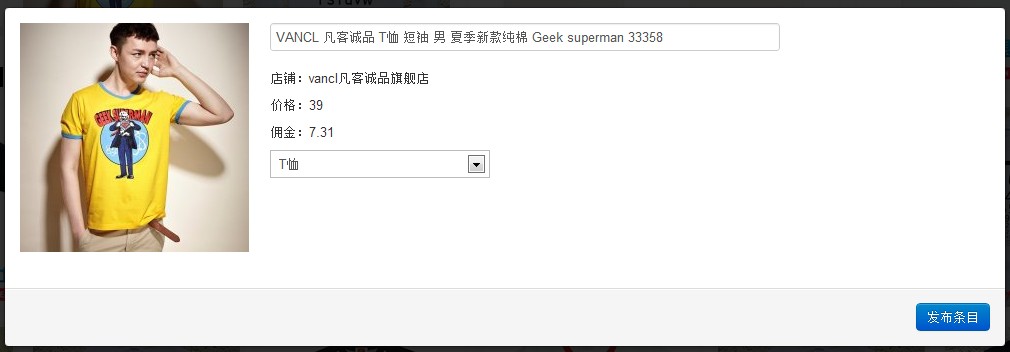 VANCL 凡客诚品 T恤 短袖 男 夏季新款纯棉 Geek superman 33358
GEEK SUPERMAN
店铺：vancl凡客诚品旗舰店
价格：39
佣金：7.31
T恤
发布条目